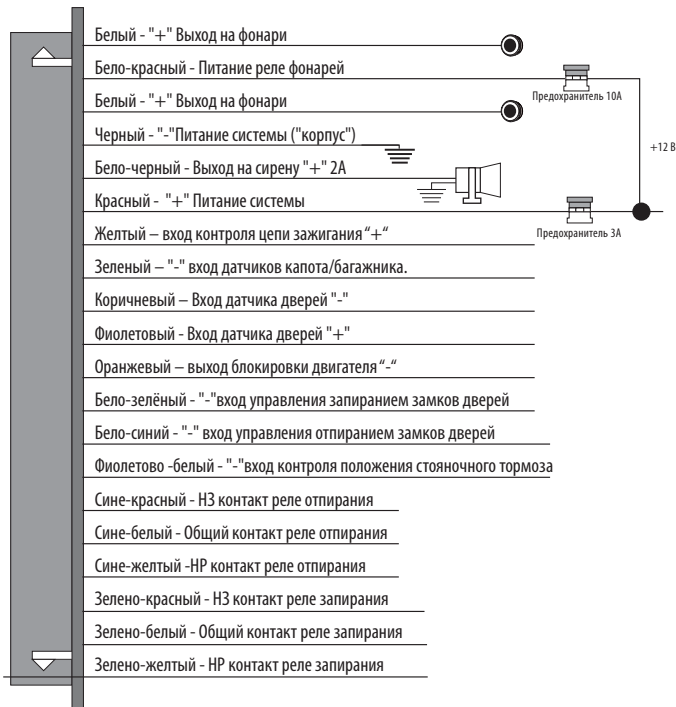 Белый - "+" Выход на фонари
Бело-красный - Питание реле фонарей
Предохранитель 10А
Белый - "+" Выход на фонари
Черный - "-"Питание системы ("корпус")
+12 В
Бело-черный - Выход на сирену "+" 2А
Красный - "+" Питание системы
Предохранитель 3А
Желтый – вход контроля цепи зажигания “+“
Зеленый – "-" вход датчиков капота/багажника.
Коричневый – Вход датчика дверей "-"
Фиолетовый - Вход датчика дверей "+"
Оранжевый – выход блокировки двигателя “-“
Бело-зелёный - "-"вход управления запиранием замков дверей
Бело-синий - "-" вход управления отпиранием замков дверей
Фиолетово -белый - "-"вход контроля положения стояночного тормоза
Сине-красный - НЗ контакт реле отпирания
Сине-белый - Общий контакт реле отпирания
Сине-желтый -НР контакт реле отпирания
Зелено-красный - НЗ контакт реле запирания
Зелено-белый - Общий контакт реле запирания
Зелено-желтый - НР контакт реле запирания